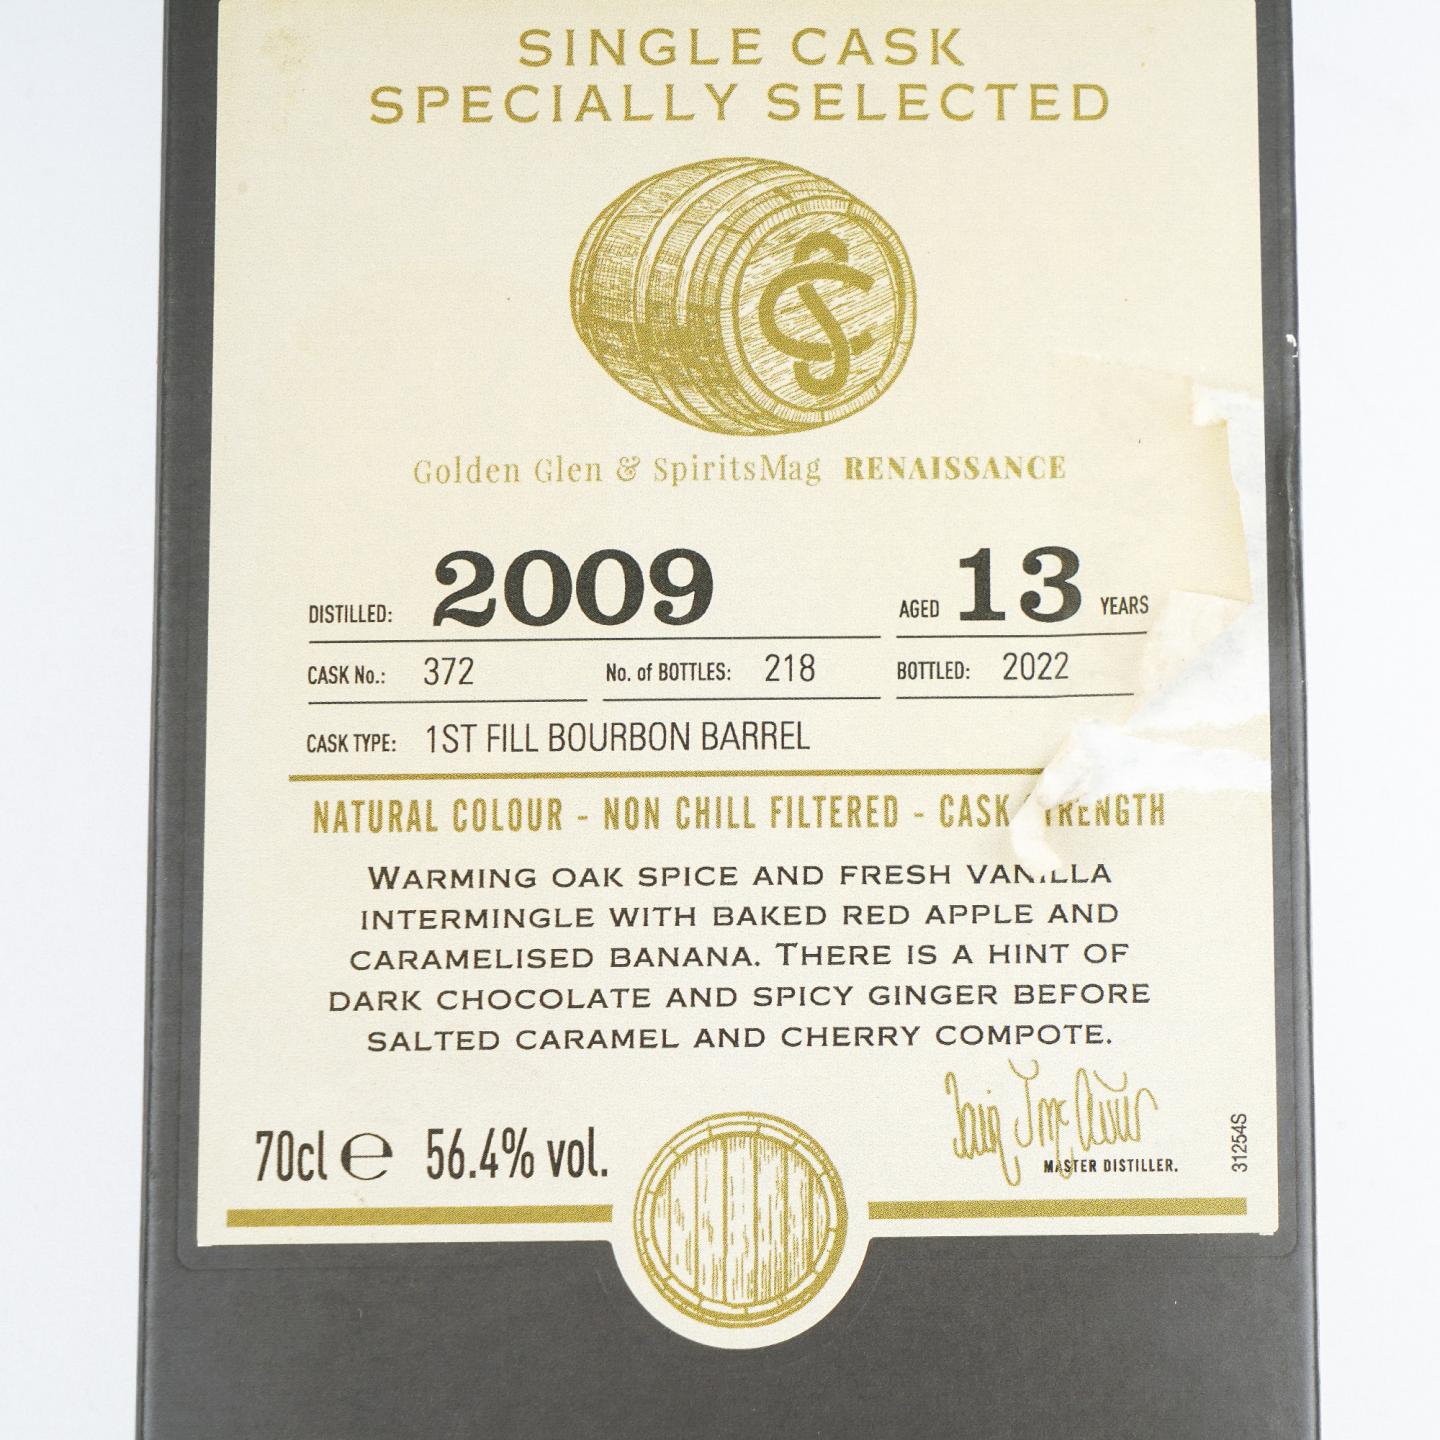 SINGLE CASK
SPECIALLY SELECTED
Golden Glen & SpiritsMag RENAISSANCE
DISTILLED: 2009 AGED 13 YEARS
CASK No.: 372 No. of BOTTLES: 218 BOTTLED: 2022
CASK TYPE: 1ST FILL BOURBON BARREL
NATURAL COLOUR - NON CHILL FILTERED - CASK STRENGTH
WARMING OAK SPICE AND FRESH VANILLA
INTERMINGLE WITH BAKED RED APPLE AND
CARAMELISED BANANA. THERE IS A HINT OF
DARK CHOCOLATE AND SPICY GINGER BEFORE
SALTED CARAMEL AND CHERRY COMPOTE.
70cl ℮ 56.4% vol.
MASTER DISTILLER.
31254S